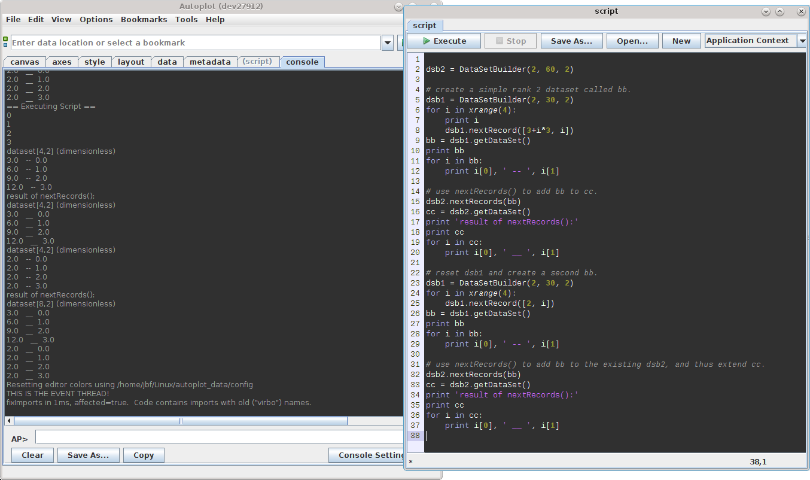 Autoplot (dev27912)
File Edit View Options Bookmarks Tools Help
Enter data location or select a bookmark
canvas axes style layout data metadata (script) console
2.0 __ 1.0
2.0 __ 2.0
2.0 __ 3.0
== Executing Script ==
0
1
2
3
dataset[4,2] (dimensionless)
3.0 -- 0.0
6.0 -- 1.0
9.0 -- 2.0
12.0 -- 3.0
result of nextRecords():
dataset[4,2] (dimensionless)
3.0 __ 0.0
6.0 __ 1.0
9.0 __ 2.0
12.0 __ 3.0
dataset[4,2] (dimensionless)
2.0 -- 0.0
2.0 -- 1.0
2.0 -- 2.0
2.0 -- 3.0
result of nextRecords():
dataset[8,2] (dimensionless)
3.0 __ 0.0
6.0 __ 1.0
9.0 __ 2.0
12.0 __ 3.0
2.0 __ 0.0
2.0 __ 1.0
2.0 __ 2.0
2.0 __ 3.0
Resetting editor colors using /home/jbf/Linux/autoplot_data/config
THIS IS THE EVENT THREAD!
fixImports in 1ms, affected=true. Code contains imports with old ("virbo") names.
AP>
Clear Save As... Copy Console Settin
script
script
Execute Stop Save As... Open... New Application Context
1
2 dsb2 = DataSetBuilder(2, 60, 2)
3
4 # create a simple rank 2 dataset called bb.
5 dsb1 = DataSetBuilder(2, 30, 2)
6 for i in xrange(4):
7 print i
8 dsb1.nextRecord([3+i*3, i])
9 bb = dsb1.getDataSet()
10 print bb
11 for i in bb:
12 print i[0], ' -- ', i[1]
13
14 # use nextRecords() to add bb to cc.
15 dsb2.nextRecords(bb)
16 cc = dsb2.getDataSet()
17 print 'result of nextRecords():'
18 print cc
19 for i in cc:
20 print i[0], ' __ ', i[1]
21
22 # reset dsb1 and create a second bb.
23 dsb1 = DataSetBuilder(2, 30, 2)
24 for i in xrange(4):
25 dsb1.nextRecord([2, i])
26 bb = dsb1.getDataSet()
27 print bb
28 for i in bb:
29 print i[0], ' -- ', i[1]
30
31 # use nextRecords() to add bb to the existing dsb2, and thus extend cc.
32 dsb2.nextRecords(bb)
33 cc = dsb2.getDataSet()
34 print 'result of nextRecords():'
35 print cc
36 for i in cc:
37 print i[0], ' __ ', i[1]
38
* 38,1